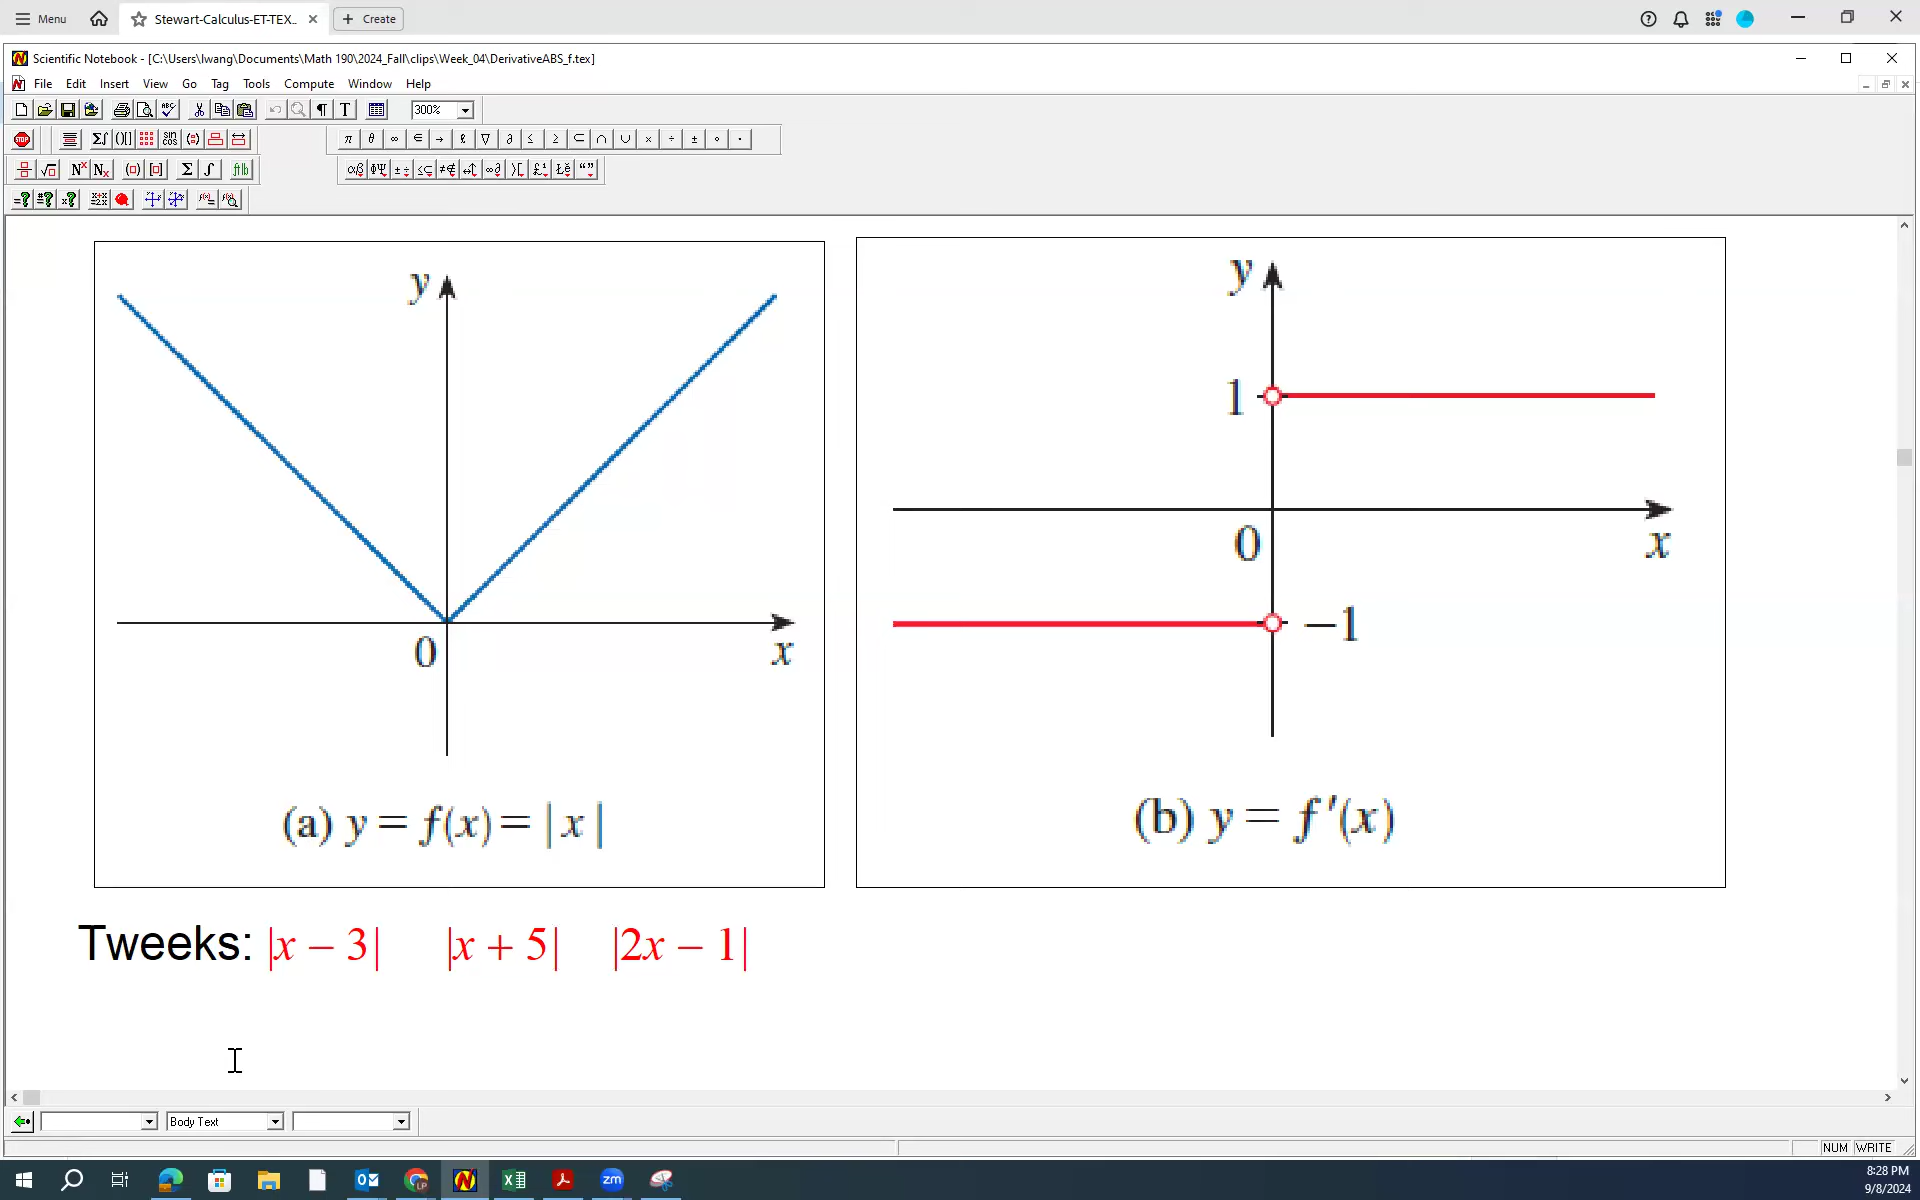 Menu Stewart-Calculus-ET-TEX... + Create
Scientific Notebook - [C:\Users\lwang\Documents\Math 190\2024_Fall\clips\Week_04\DerivativeABS_f.tex]
File Edit Insert View Go Tag Tools Compute Window Help
300%
π θ ∞ ∈ → ℓ ∇ ∂ ≤ ≥ ⊂ ∩ ∪ × ÷ ± ∘ ·
y
0
x
(a) y = f(x) = | x |
y
1
0
x
−1
(b) y = f′(x)
Tweeks: |x − 3| |x + 5| |2x − 1|
Body Text
NUM WRITE
8:28 PM
9/8/2024